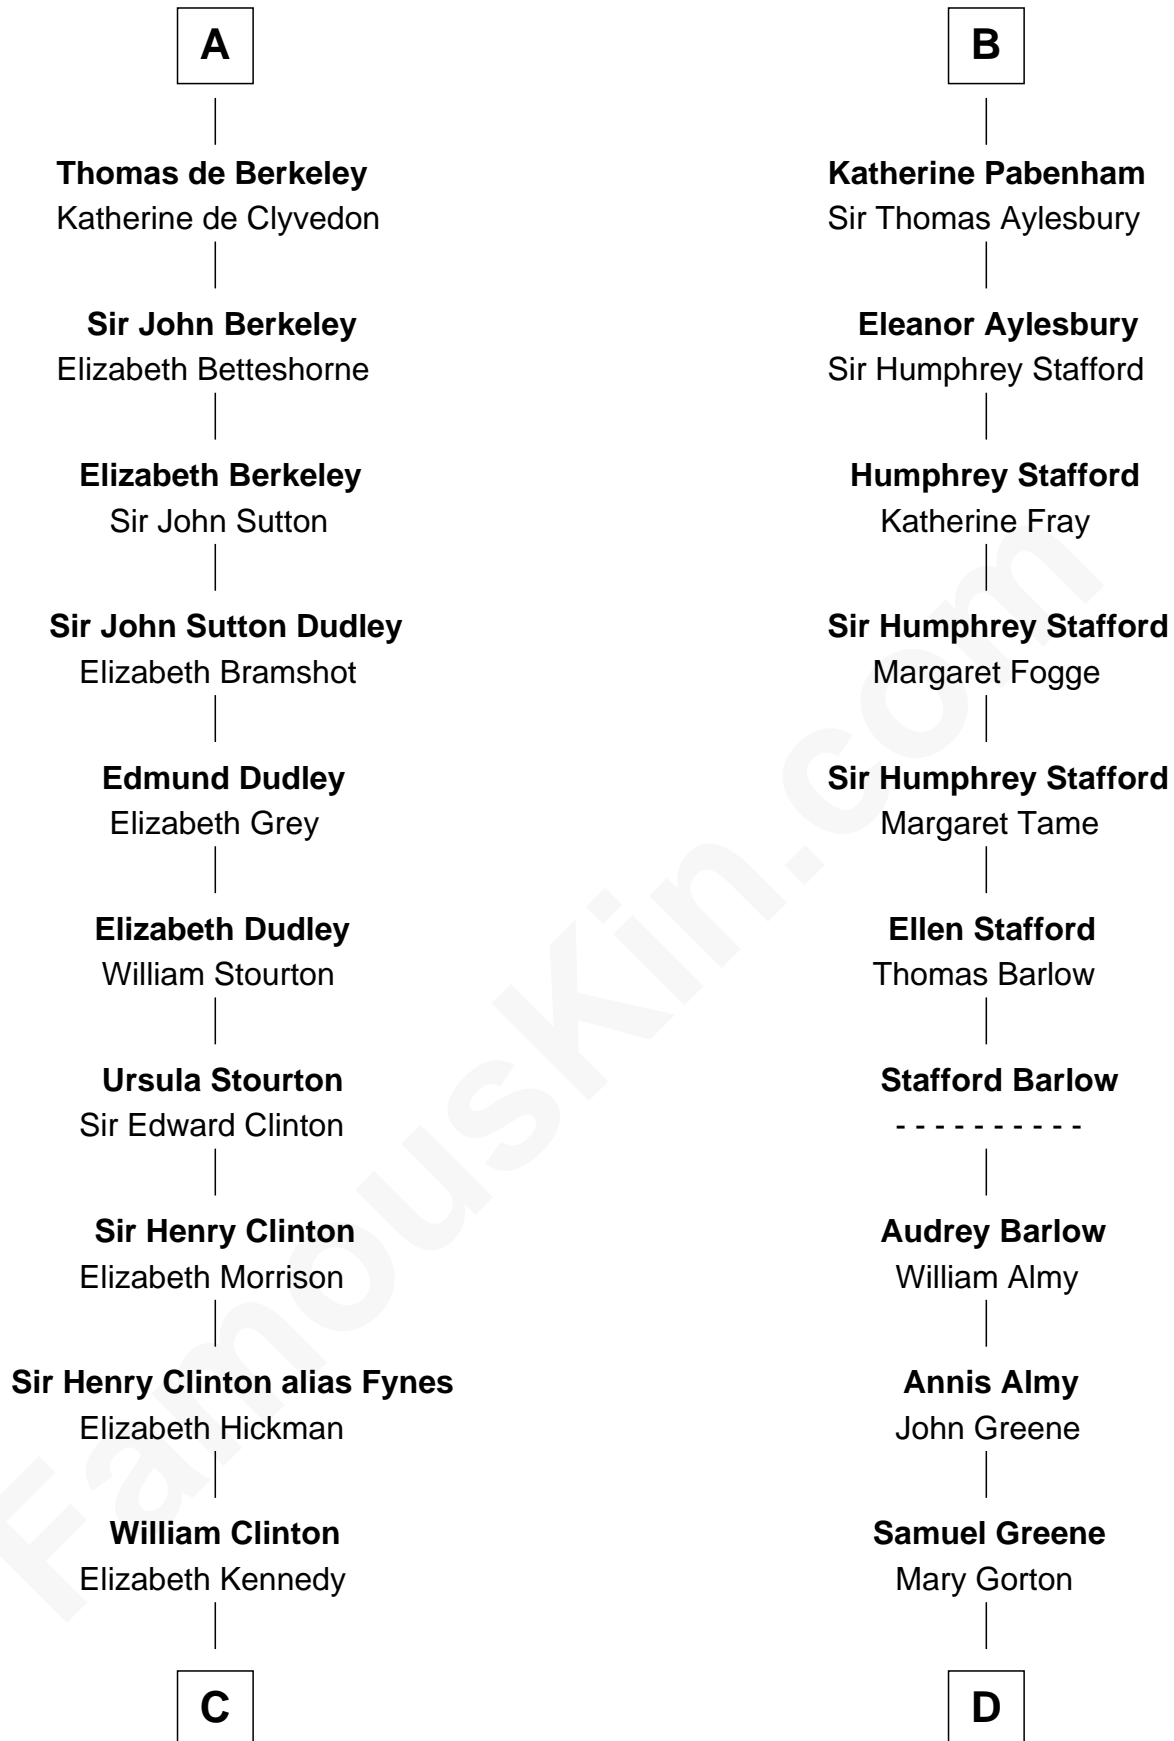 A
Thomas de Berkeley
Katherine de Clyvedon
Sir John Berkeley
Elizabeth Betteshorne
Elizabeth Berkeley
Sir John Sutton
Sir John Sutton Dudley
Elizabeth Bramshot
Edmund Dudley
Elizabeth Grey
Elizabeth Dudley
William Stourton
Ursula Stourton
Sir Edward Clinton
Sir Henry Clinton
Elizabeth Morrison
Sir Henry Clinton alias Fynes
Elizabeth Hickman
William Clinton
Elizabeth Kennedy
C
B
Katherine Pabenham
Sir Thomas Aylesbury
Eleanor Aylesbury
Sir Humphrey Stafford
Humphrey Stafford
Katherine Fray
Sir Humphrey Stafford
Margaret Fogge
Sir Humphrey Stafford
Margaret Tame
Ellen Stafford
Thomas Barlow
Stafford Barlow
- - - - - - - - - -
Audrey Barlow
William Almy
Annis Almy
John Greene
Samuel Greene
Mary Gorton
D
FamousKin.com